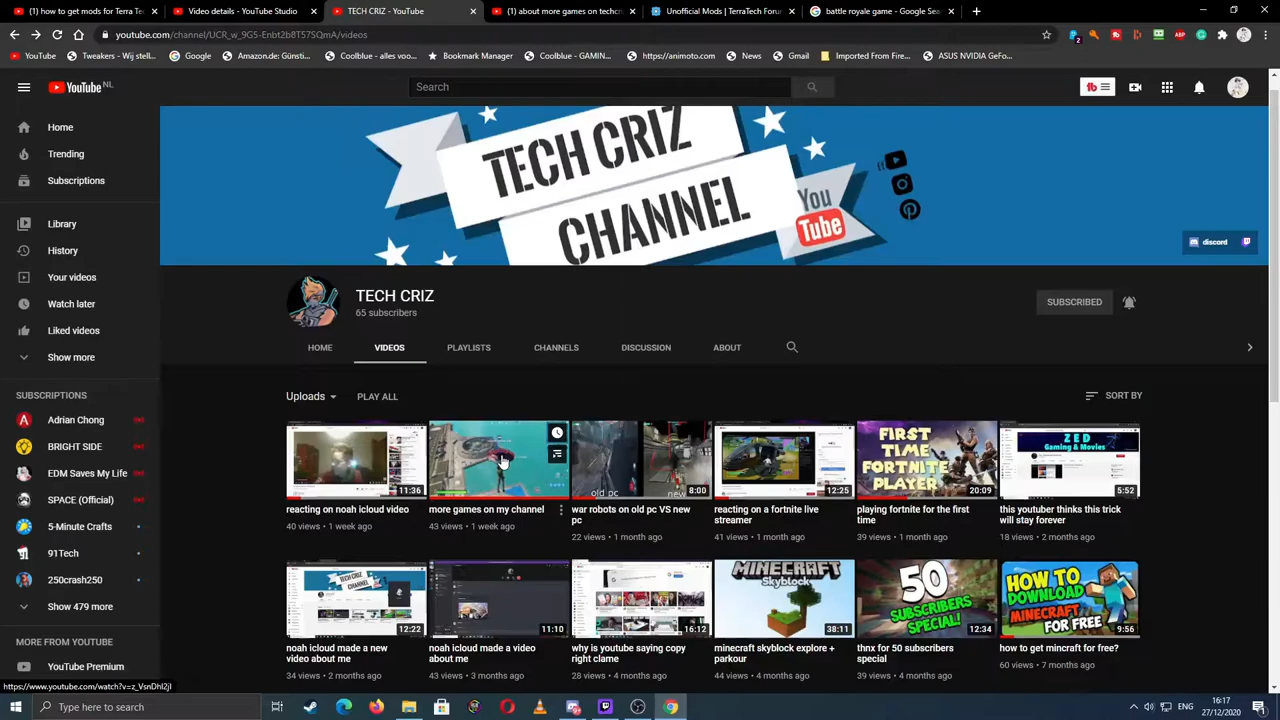 (1) how to get mods for Terra Te
Video details - YouTube Studio
TECH CRIZ - YouTube
(1) about more games on techcri
Unofficial Mods | TerraTech Forum
battle royale game - Google Sea
youtube.com/channel/UCR_w_9G5-Enbt2b8T57SQmA/videos
YouTube
Tweakers - Wij stell...
Google
Amazon.de: Günsti...
Coolblue - alles voo...
Bookmark Manager
Coolblue - GAMIN...
https://animoto.com/
News
Gmail
Imported From Fire...
ASUS NVIDIA GeFo...
YouTube NL
Search
Home
Trending
Subscriptions
Library
History
Your videos
Watch later
Liked videos
Show more
SUBSCRIPTIONS
Adrian Chong
BRIGHT SIDE
EDM Saves My Life
SPACE (Official)
5-Minute Crafts
91Tech
250crash250
Show 479 more
MORE FROM YOUTUBE
YouTube Premium
TECH CRIZ
CHANNEL
You
Tube
discord
TECH CRIZ
65 subscribers
SUBSCRIBED
HOME
VIDEOS
PLAYLISTS
CHANNELS
DISCUSSION
ABOUT
Uploads
PLAY ALL
SORT BY
11:36
old pc
new
8:00
12:25
FIRST
TIME
FORTNITE
PLAYER
20:09
ZED
Gaming & Movies
5:52
reacting on noah icloud video
40 views • 1 week ago
more games on my channel
43 views • 1 week ago
war robots on old pc VS new
pc
22 views • 1 month ago
reacting on a fortnite live
streamer
41 views • 1 month ago
playing fortnite for the first
time
39 views • 1 month ago
this youtuber thinks this trick
will stay forever
18 views • 2 months ago
TECH CRIZ
CHANNEL
12:22
11:10
16:12
MINECRAFT
Skyblock
38:11
50
SUBSCRIBERS
SPECIAL!
12:34
HOW TO
DOWNLOAD
MINECRAFT
FOR FREE!
9:56
noah icloud made a new
video about me
34 views • 2 months ago
noah icloud made a video
about me
43 views • 3 months ago
why is youtube saying copy
right clame
28 views • 4 months ago
minecraft skyblock explore +
parkour
44 views • 4 months ago
thnx for 50 subscribers
special
39 views • 4 months ago
how to get mincraft for free?
60 views • 7 months ago
https://www.youtube.com/watch?v=z_VsnDhl2jI
Type here to search
ENG
16:17
27/12/2020